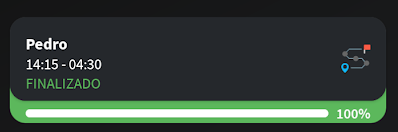 Pedro
14:15 - 04:30
FINALIZADO
100%